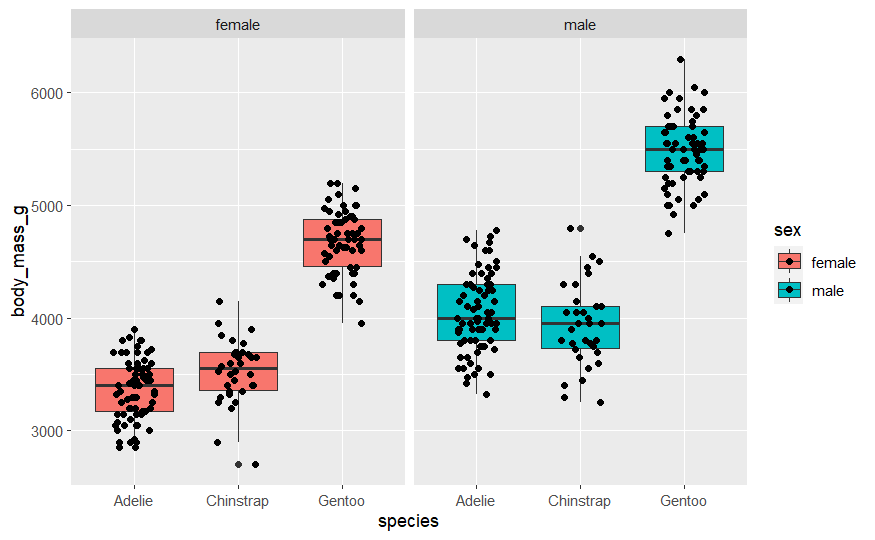 female
male
6000
5000
4000
3000
body_mass_g
Adelie
Chinstrap
Gentoo
Adelie
Chinstrap
Gentoo
species
sex
female
male